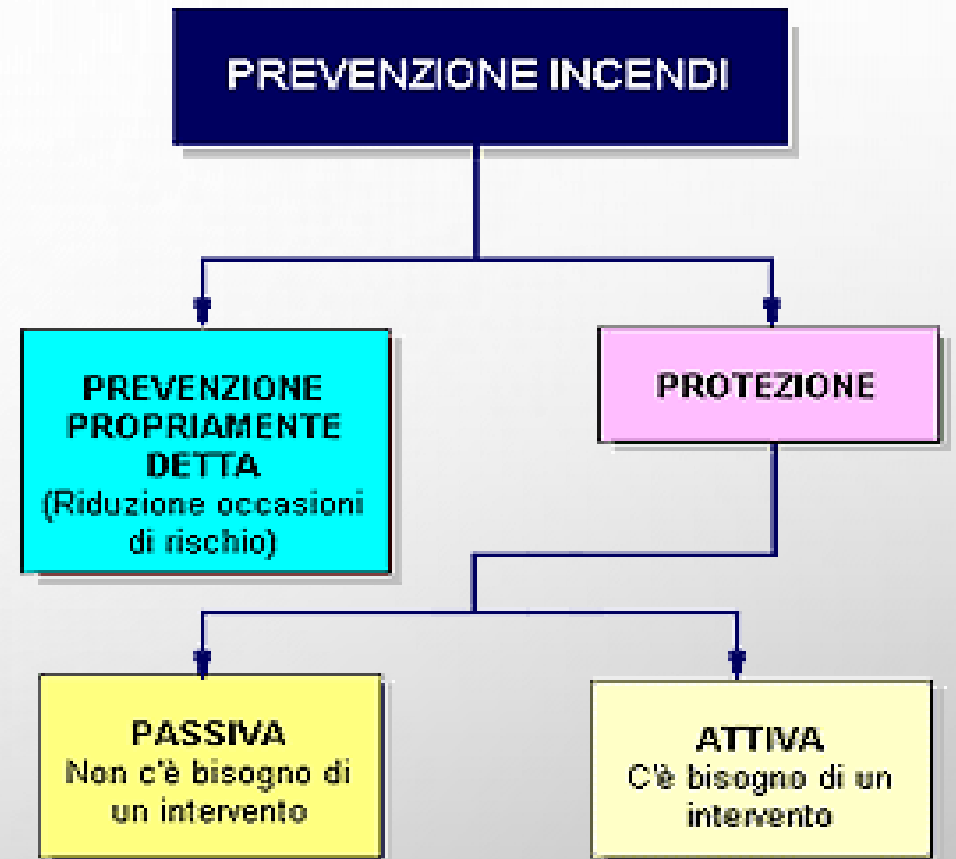 PREVENZIONE INCENDI
PREVENZIONE
PROPRIAMENTE
DETTA
(Riduzione occasioni
di rischio)
PROTEZIONE
PASSIVA
Non c'è bisogno di
un intervento
ATTIVA
C'è bisogno di un
intervento